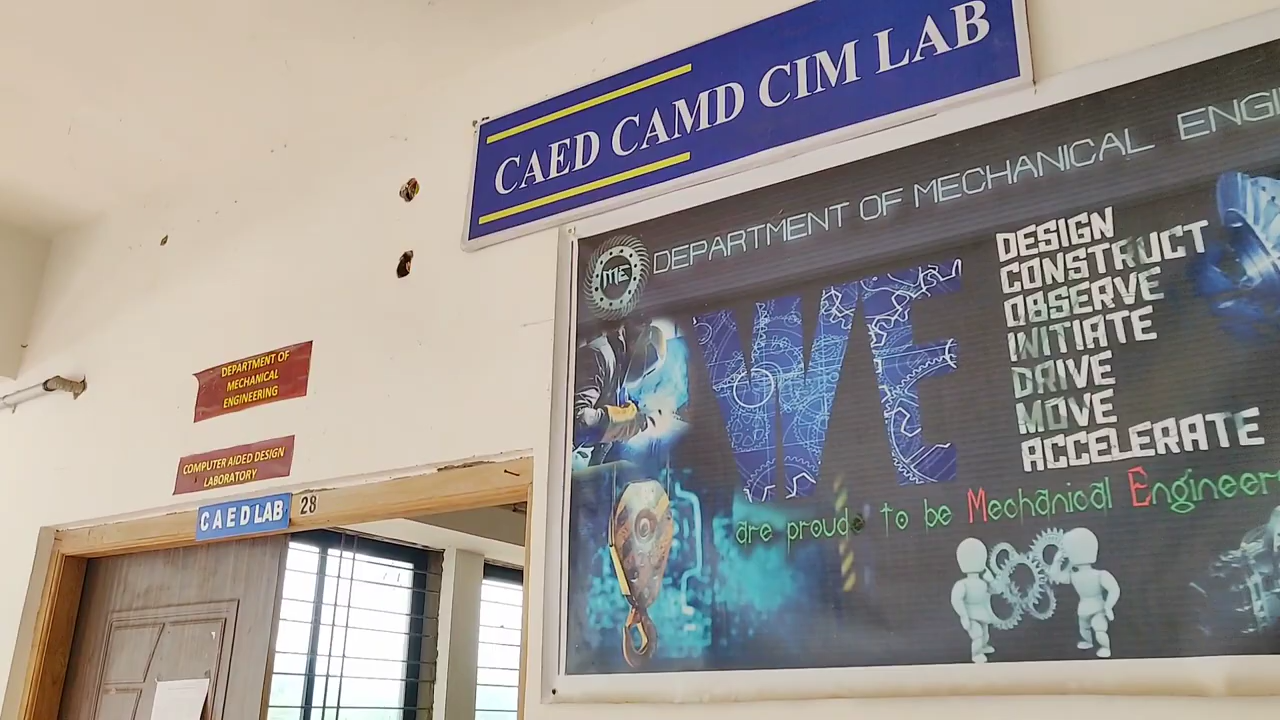 CAED CAMD CIM LAB
DEPARTMENT OF MECHANICAL ENGI
ME
WE
DESIGN
CONSTRUCT
OBSERVE
INITIATE
DRIVE
MOVE
ACCELERATE
are proude to be Mechanical Engineer
DEPARTMENT OF
MECHANICAL
ENGINEERING
COMPUTER AIDED DESIGN
LABORATORY
CAED LAB
28